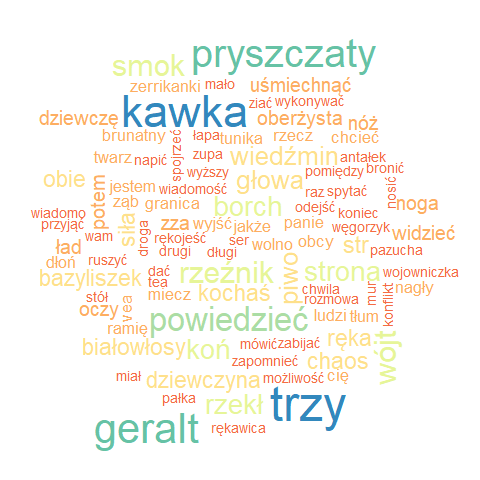 pryszczaty
smok
zerrikanki mało uśmiechnąć
ziać wykonywać
kawka
dziewczę oberżysta nóż
brunatny łapa tunika rzecz chcieć
spojrzeć
twarz napić zupa wiedźmin antałek
obie wyższy pomiędzy bronić
potem jestem wiadomość głowa raz spytać nosić
ząb granica borch odejść noga
wiadomo siła koniec
przyjąć zza wyjść jakże panie węgorzyk widzieć
wam droga rękojeść ser wolno obcy str
ład drugi długi pazucha
ruszyć
dłoń dać rzeźnik strona wojowniczka
bazyliszek tea piwo chwila mur nagły
stół vea miecz kochaś rozmowa konflikt
oczy powiedzieć ludzi tłum
ramię ręka wójt
białowłosy koń mówić zabijać
zapomnieć chaos
miał dziewczyna możliwość cię
pałka rzekł trzy
geralt
rękawica